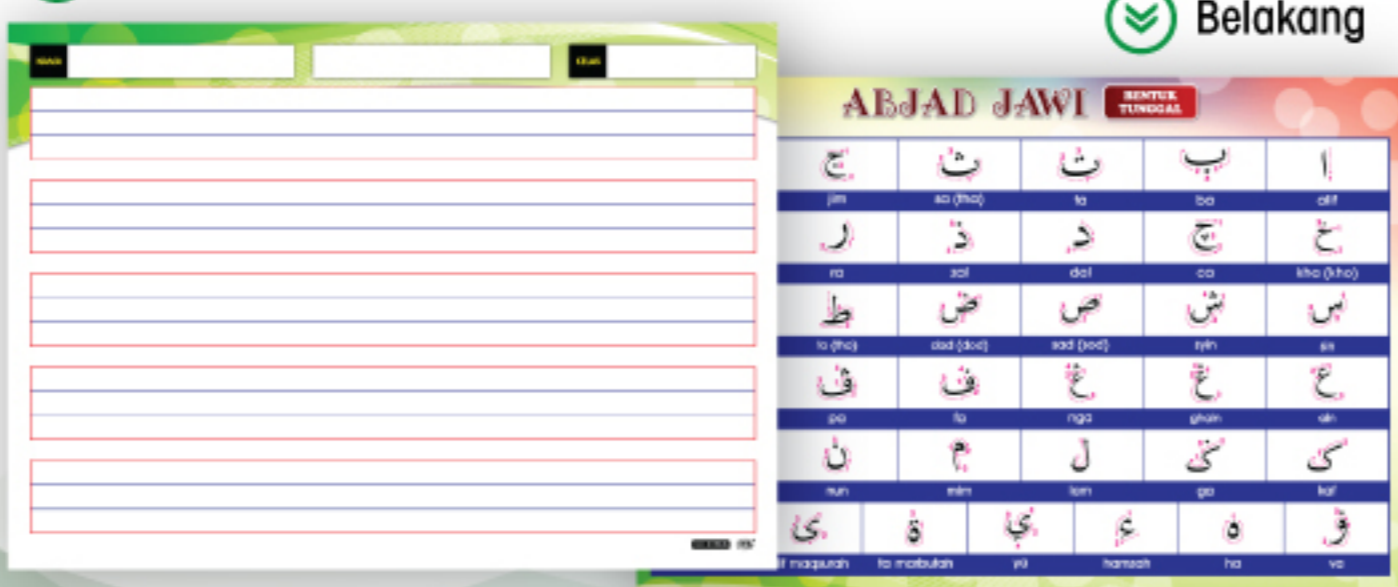 Belakang
NAMA
KELAS
ABJAD JAWI
BENTUK
TUNGGAL
ا ب ت ث ج
jim sa (tha) ta ba alif
خ چ د ذ ر
ra zal dal ca kha (kho)
س ش ص ض ط
ta (tho) dad (dod) sad (sod) syin sin
ع غ ڠ ف ڤ
pa fa nga ghain ain
ک ݢ ل م ن
nun mim lam ga kaf
ۏ ه ء ي ة ى
maqsurah ta marbutah ya hamzah ha va